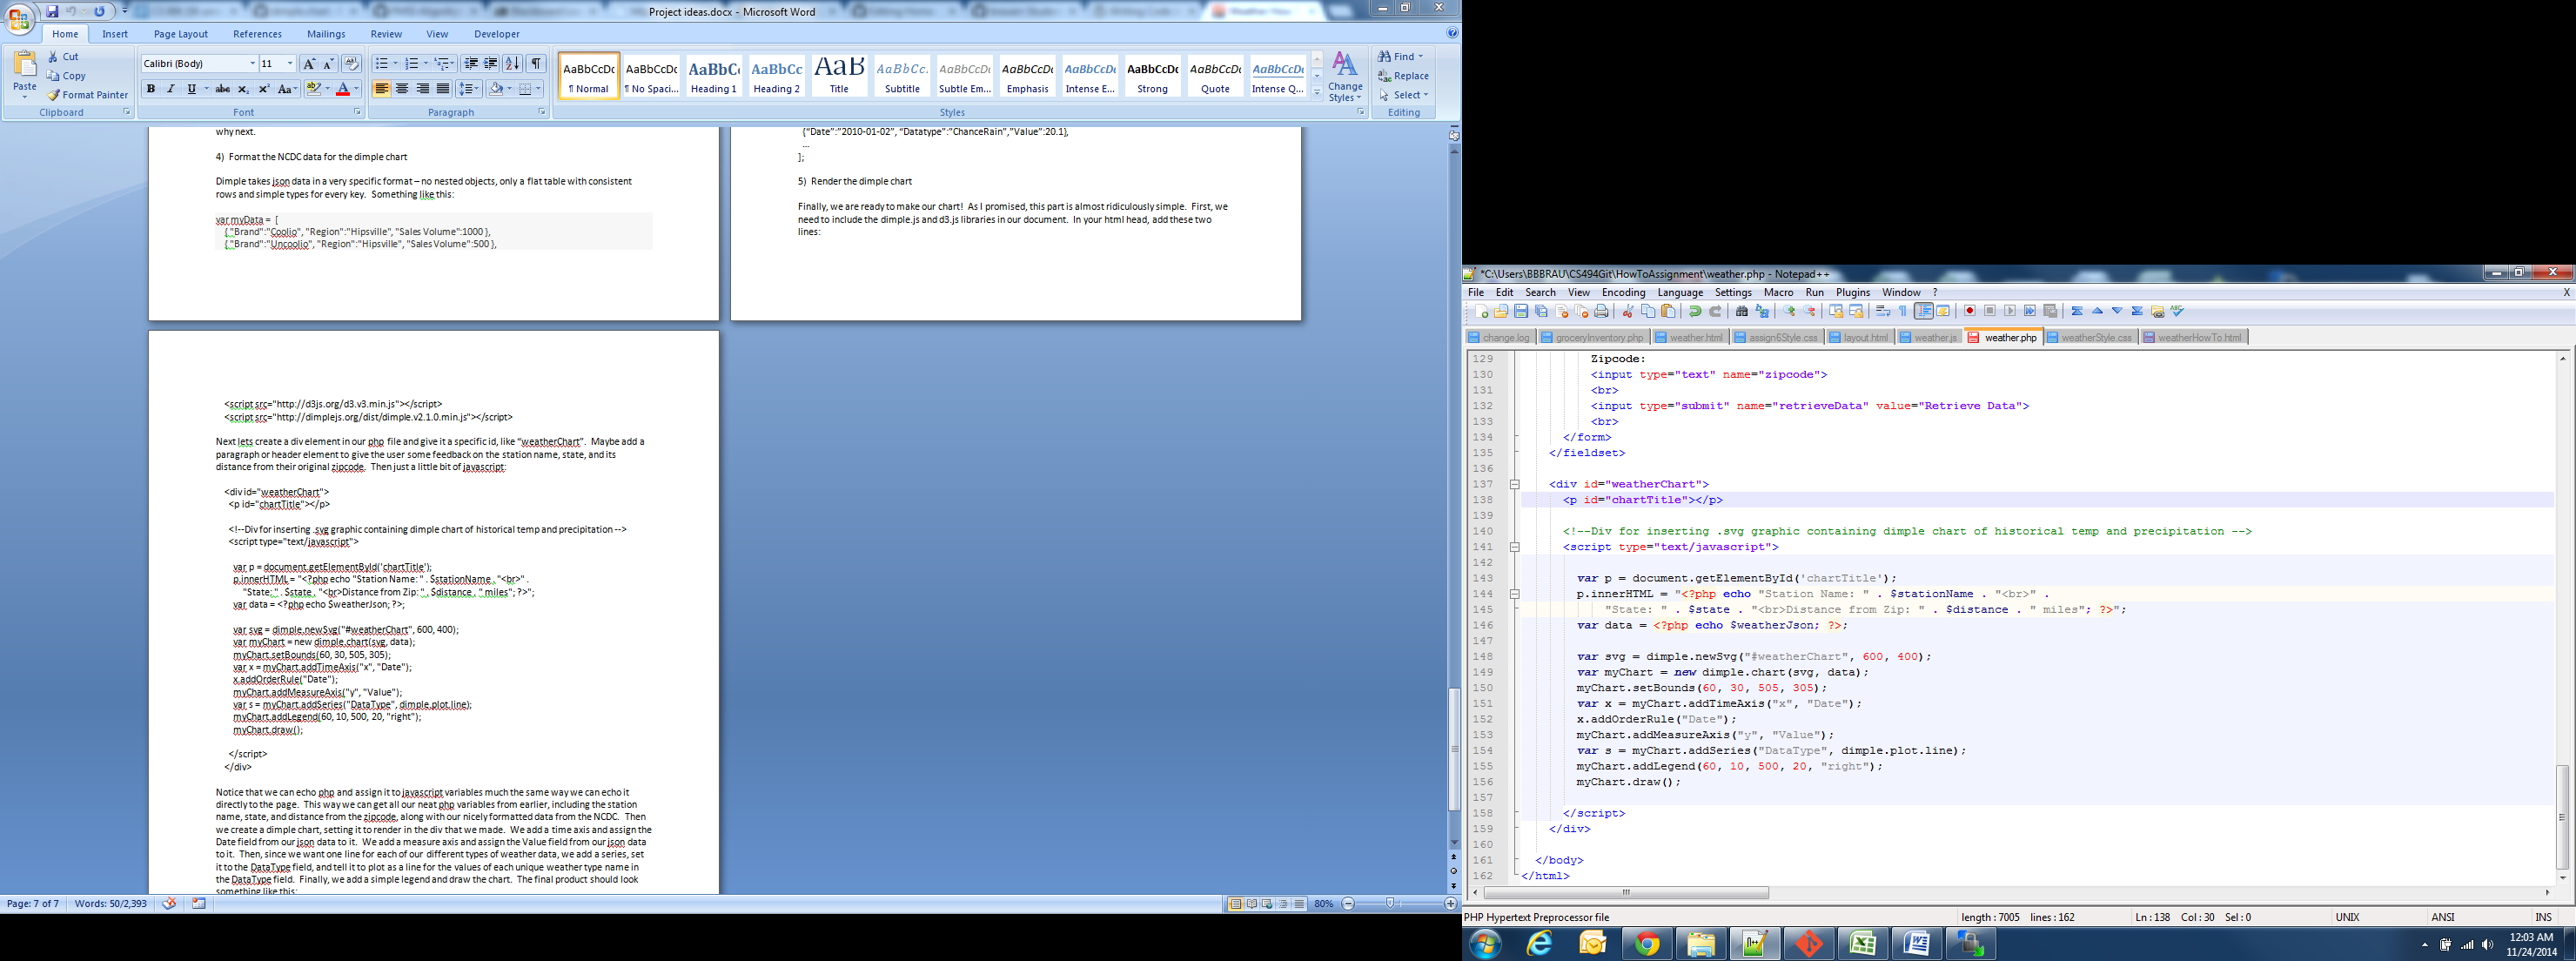 Project ideas.docx - Microsoft Word
Home Insert Page Layout References Mailings Review View Developer
Paste
Cut
Copy
Format Painter
Clipboard
Calibri (Body) 11
Font
Paragraph
AaBbCcDc AaBbCcDc AaBbC AaBbCc AaB AaBbCc. AaBbCcDc AaBbCcDc AaBbCcDc AaBbCcDc AaBbCcDc AaBbCcDc
¶ Normal ¶ No Spaci... Heading 1 Heading 2 Title Subtitle Subtle Em... Emphasis Intense E... Strong Quote Intense Q...
Styles
Change Styles
Find
Replace
Select
Editing
why next.
4) Format the NCDC data for the dimple chart
Dimple takes json data in a very specific format – no nested objects, only a flat table with consistent
rows and simple types for every key. Something like this:
var myData = [
{ "Brand":"Coolio", "Region":"Hipsville", "Sales Volume":1000 },
{ "Brand":"Uncoolio", "Region":"Hipsville", "Sales Volume":500 },
{"Date":"2010-01-02", "Datatype":"ChanceRain","Value":20.1},
...
];
5) Render the dimple chart
Finally, we are ready to make our chart! As I promised, this part is almost ridiculously simple. First, we
need to include the dimple.js and d3.js libraries in our document. In your html head, add these two
lines:
<script src="http://d3js.org/d3.v3.min.js"></script>
<script src="http://dimplejs.org/dist/dimple.v2.1.0.min.js"></script>
Next lets create a div element in our php file and give it a specific id, like "weatherChart". Maybe add a
paragraph or header element to give the user some feedback on the station name, state, and its
distance from their original zipcode. Then just a little bit of javascript:
<div id="weatherChart">
<p id="chartTitle"></p>
<!--Div for inserting .svg graphic containing dimple chart of historical temp and precipitation -->
<script type="text/javascript">
var p = document.getElementById('chartTitle');
p.innerHTML = "<?php echo "Station Name: " . $stationName . "<br>" .
"State: " . $state . "<br>Distance from Zip: " . $distance . " miles"; ?>";
var data = <?php echo $weatherJson; ?>;
var svg = dimple.newSvg("#weatherChart", 600, 400);
var myChart = new dimple.chart(svg, data);
myChart.setBounds(60, 30, 505, 305);
var x = myChart.addTimeAxis("x", "Date");
x.addOrderRule("Date");
myChart.addMeasureAxis("y", "Value");
var s = myChart.addSeries("DataType", dimple.plot.line);
myChart.addLegend(60, 10, 500, 20, "right");
myChart.draw();
</script>
</div>
Notice that we can echo php and assign it to javascript variables much the same way we can echo it
directly to the page. This way we can get all our neat php variables from earlier, including the station
name, state, and distance from the zipcode, along with our nicely formatted data from the NCDC. Then
we create a dimple chart, setting it to render in the div that we made. We add a time axis and assign the
Date field from our json data to it. We add a measure axis and assign the Value field from our json data
to it. Then, since we want one line for each of our different types of weather data, we add a series, set
it to the DataType field, and tell it to plot as a line for the values of each unique weather type name in
the DataType field. Finally, we add a simple legend and draw the chart. The final product should look
something like this:
Page: 7 of 7 Words: 50/2,393 80%
*C:\Users\BBBRAU\CS494Git\HowToAssignment\weather.php - Notepad++
File Edit Search View Encoding Language Settings Macro Run Plugins Window ? X
change.log groceryInventory.php weather.html assign6Style.css layout.html weather.js weather.php weatherStyle.css weatherHowTo.html
129 Zipcode:
130 <input type="text" name="zipcode">
131 <br>
132 <input type="submit" name="retrieveData" value="Retrieve Data">
133 <br>
134 </form>
135 </fieldset>
136
137 <div id="weatherChart">
138 <p id="chartTitle"></p>
139
140 <!--Div for inserting .svg graphic containing dimple chart of historical temp and precipitation -->
141 <script type="text/javascript">
142
143 var p = document.getElementById('chartTitle');
144 p.innerHTML = "<?php echo "Station Name: " . $stationName . "<br>" .
145 "State: " . $state . "<br>Distance from Zip: " . $distance . " miles"; ?>";
146 var data = <?php echo $weatherJson; ?>;
147
148 var svg = dimple.newSvg("#weatherChart", 600, 400);
149 var myChart = new dimple.chart(svg, data);
150 myChart.setBounds(60, 30, 505, 305);
151 var x = myChart.addTimeAxis("x", "Date");
152 x.addOrderRule("Date");
153 myChart.addMeasureAxis("y", "Value");
154 var s = myChart.addSeries("DataType", dimple.plot.line);
155 myChart.addLegend(60, 10, 500, 20, "right");
156 myChart.draw();
157
158 </script>
159 </div>
160
161 </body>
162 </html>
PHP Hypertext Preprocessor file length : 7005 lines : 162 Ln : 138 Col : 30 Sel : 0 UNIX ANSI INS
12:03 AM
11/24/2014